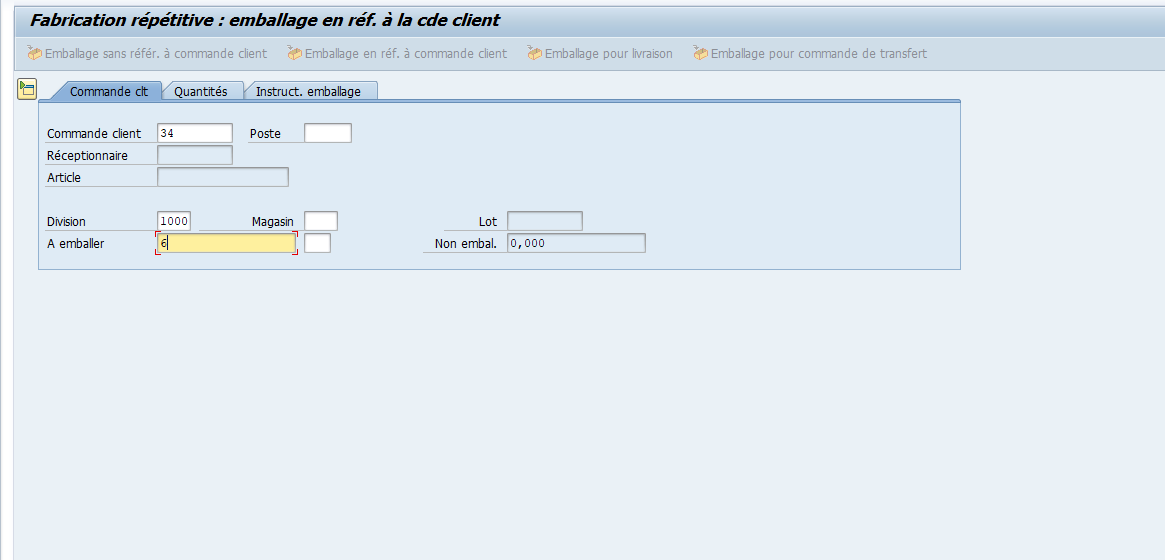 Fabrication répétitive : emballage en réf. à la cde client
Emballage sans référ. à commande client Emballage en réf. à commande client Emballage pour livraison Emballage pour commande de transfert
Commande clt Quantités Instruct. emballage
Commande client 34 Poste
Réceptionnaire
Article
Division 1000 Magasin Lot
A emballer 6 Non embal. 0,000